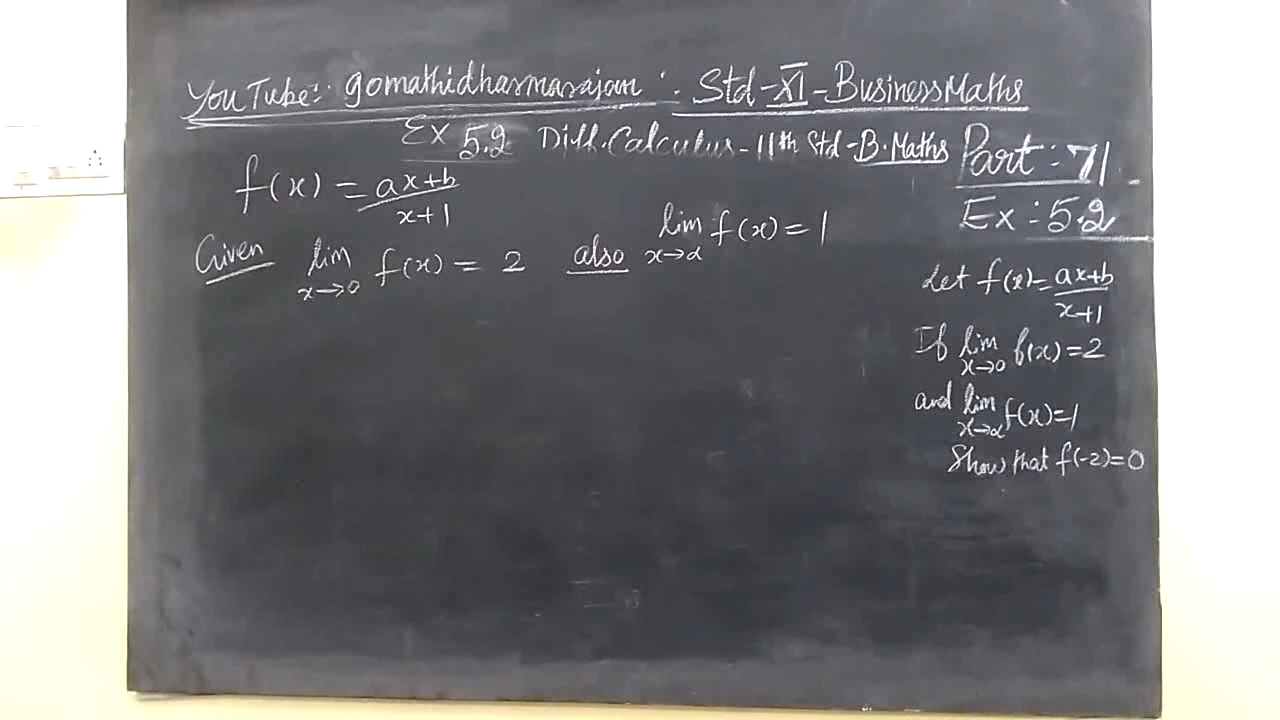 YouTube:- gomathidharmarajan :- Std-XI-Business Maths
Ex 5.2 Diff. Calculus - 11th Std-B.Maths
Part:-71
Ex:-5.2
f(x) = ax+b
x+1
Given lim x→0 f(x) = 2 also lim x→α f(x) = 1
Let f(x)= ax+b
x+1
If lim x→0 f(x)=2
and lim x→α f(x)=1
Show that f(-2)=0